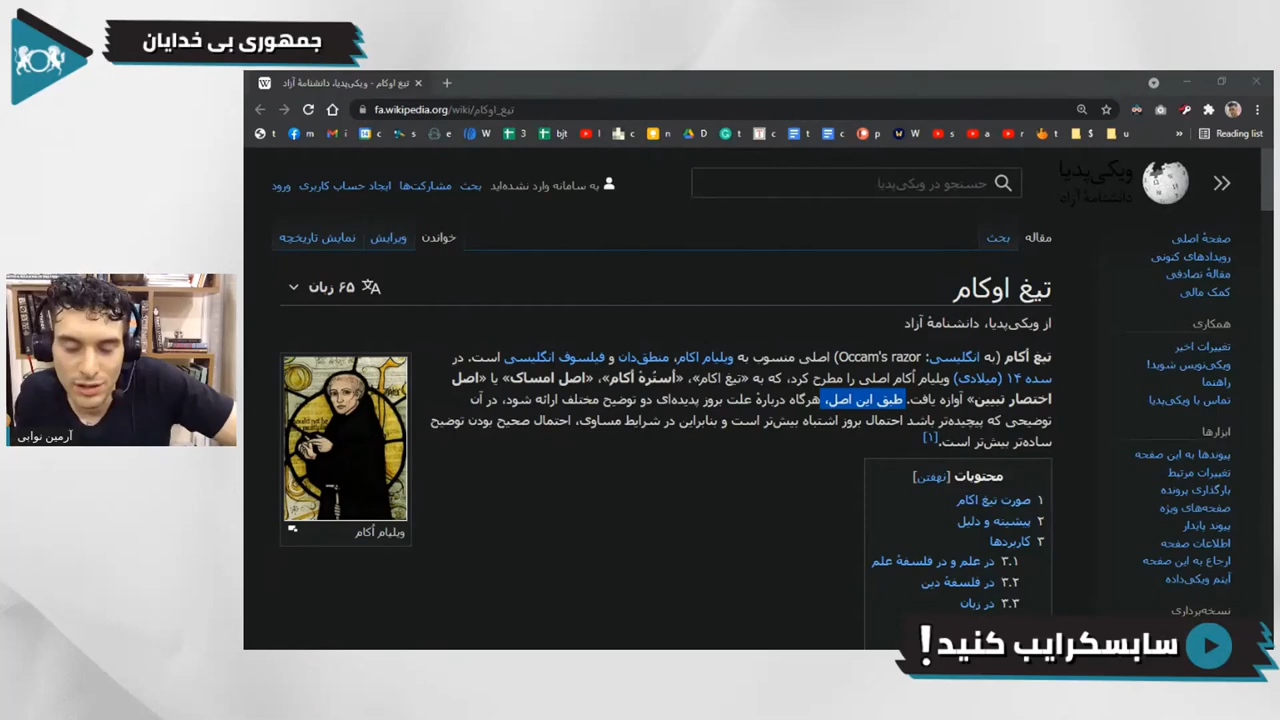 جمهوری بی خدایان
تیغ اوکام - ویکی‌پدیا، دانشنامهٔ آزاد
fa.wikipedia.org/wiki/تیغ_اوکام
Reading list
ویکی‌پدیا
دانشنامهٔ آزاد
جستجو در ویکی‌پدیا
به سامانه وارد نشده‌اید بحث مشارکت‌ها ایجاد حساب کاربری ورود
مقاله بحث خواندن ویرایش نمایش تاریخچه
صفحهٔ اصلی
رویدادهای کنونی
مقالهٔ تصادفی
کمک مالی
همکاری
تغییرات اخیر
ویکی‌نویس شوید!
راهنما
تماس با ویکی‌پدیا
ابزارها
پیوندها به این صفحه
تغییرات مرتبط
بارگذاری پرونده
صفحه‌های ویژه
پیوند پایدار
اطلاعات صفحه
ارجاع به این صفحه
آیتم ویکی‌داده
نسخه‌برداری
تیغ اوکام
۶۵ زبان
از ویکی‌پدیا، دانشنامهٔ آزاد
تیغ اُکام (به انگلیسی: Occam's razor) اصلی منسوب به ویلیام اکام، منطق‌دان و فیلسوف انگلیسی است. در
سده ۱۴ (میلادی) ویلیام اُکام اصلی را مطرح کرد، که به «تیغ اکام»، «اُستُرهٔ اُکام»، «اصل امساک» یا «اصل
اختصار تبیین» آوازه یافت. طبق این اصل، هرگاه دربارهٔ علت بروز پدیده‌ای دو توضیح مختلف ارائه شود، در آن
توضیحی که پیچیده‌تر باشد احتمال بروز اشتباه بیش‌تر است و بنابراین در شرایط مساوی، احتمال صحیح بودن توضیح
ساده‌تر بیش‌تر است.[۱]
ویلیام اُکام
محتویات [نهفتن]
۱ صورت تیغ اکام
۲ پیشینه و دلیل
۳ کاربردها
۳.۱ در علم و در فلسفهٔ علم
۳.۲ در فلسفهٔ دین
۳.۳ در زبان
آرمین نوابی
سابسکرایب کنید!